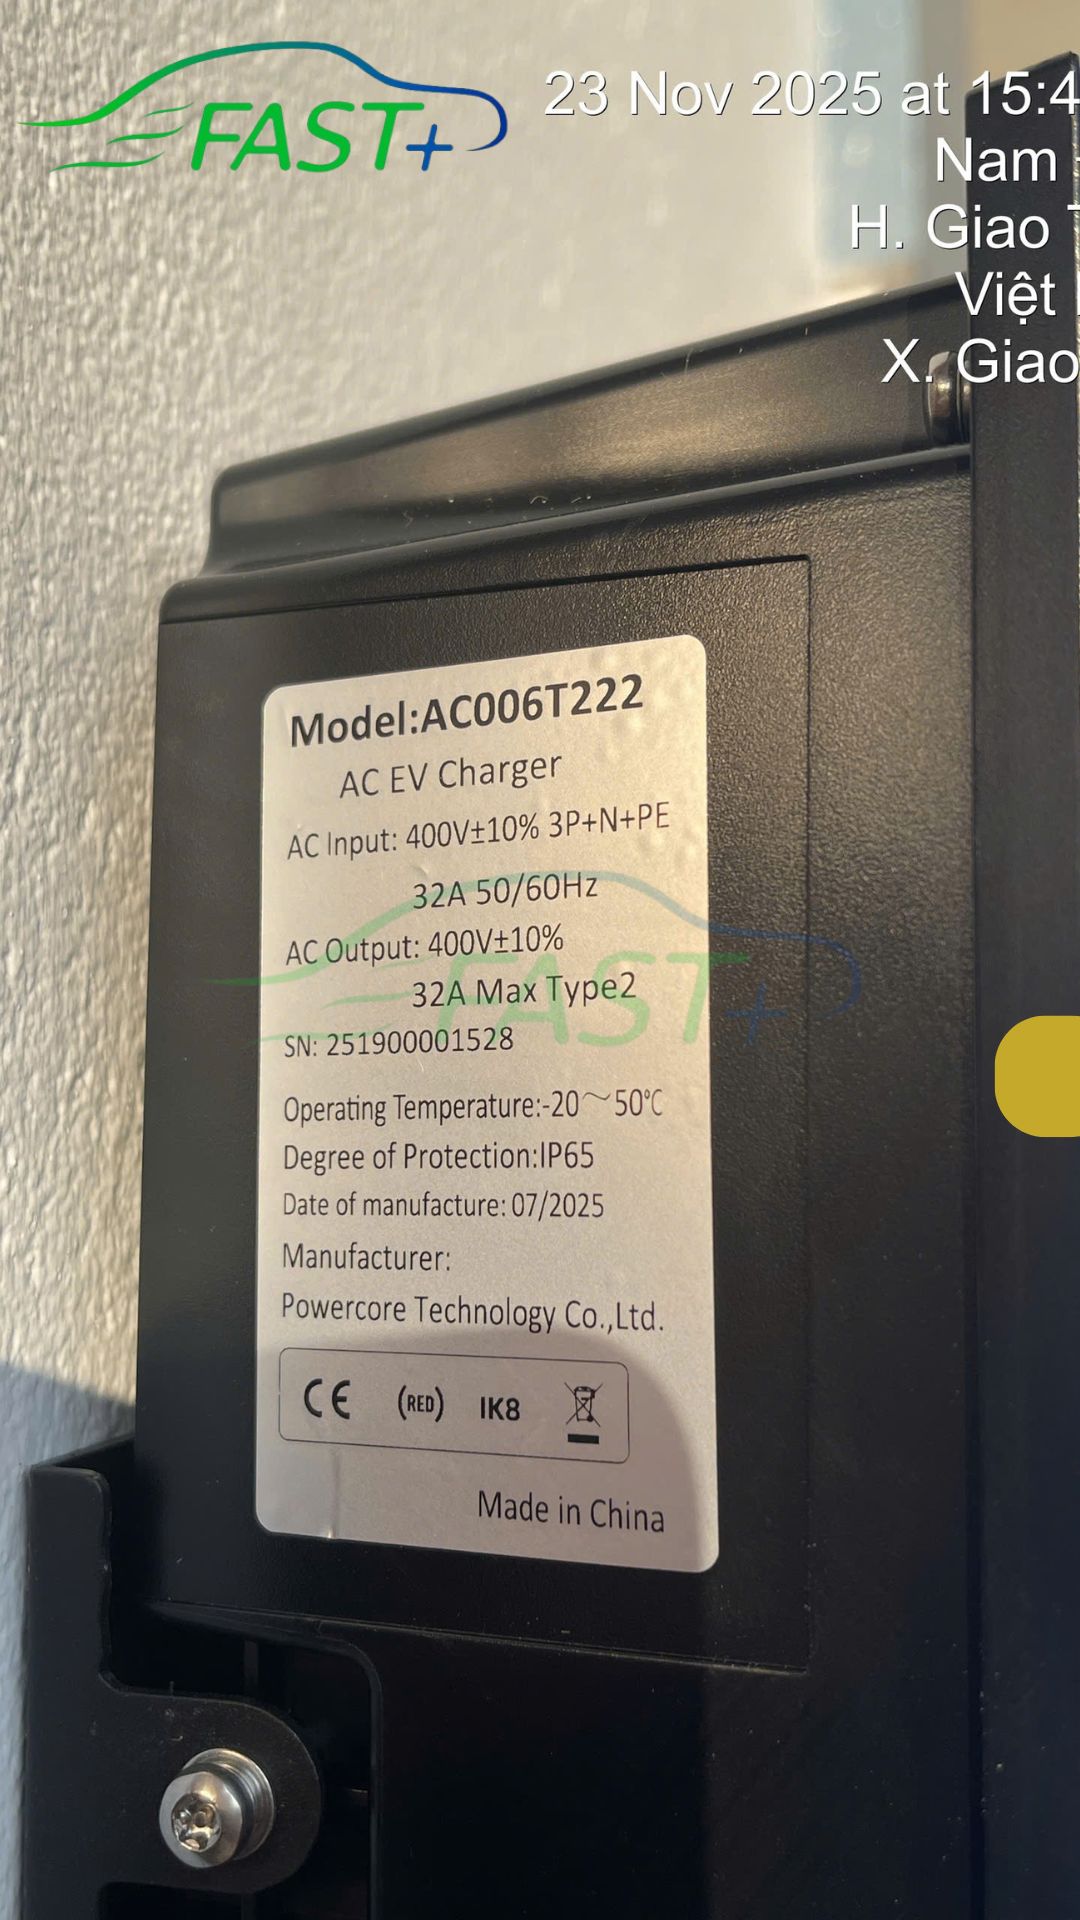 FAST+
23 Nov 2025 at 15:4
Nam
H. Giao
Việt
X. Giao
Model:AC006T222
AC EV Charger
AC Input: 400V±10% 3P+N+PE
32A 50/60Hz
AC Output: 400V±10%
32A Max Type2
FAST+
SN: 251900001528
Operating Temperature:-20~50℃
Degree of Protection:IP65
Date of manufacture: 07/2025
Manufacturer:
Powercore Technology Co.,Ltd.
CE (RED) IK8
Made in China